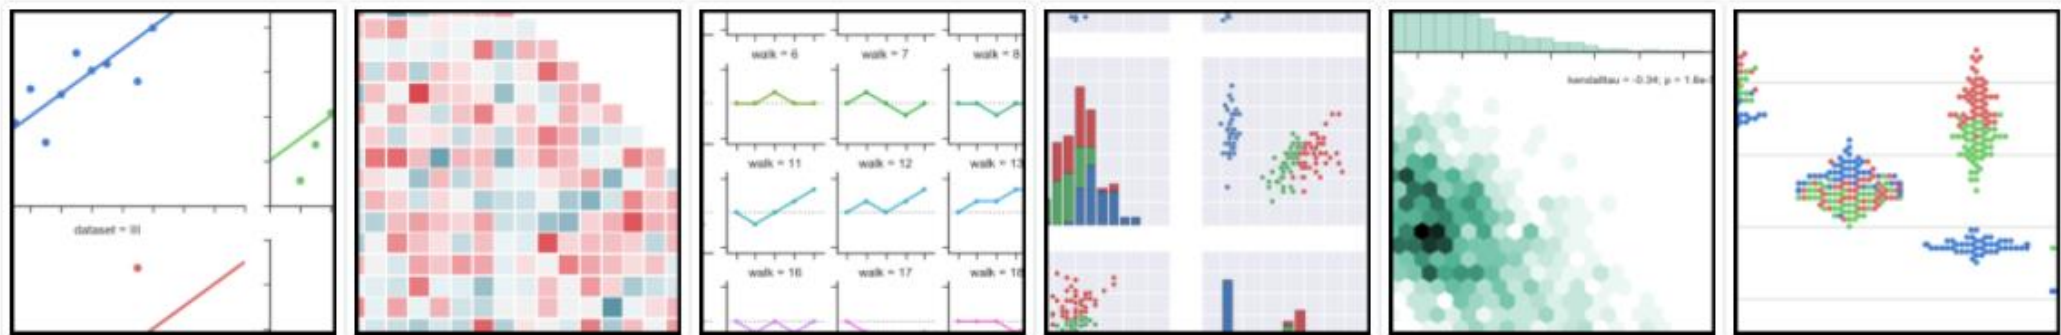 dataset = III
walk = 6
walk = 7
walk = 8
walk = 11
walk = 12
walk = 13
walk = 16
walk = 17
walk = 18
kendalltau = -0.34; p = 1.6e-